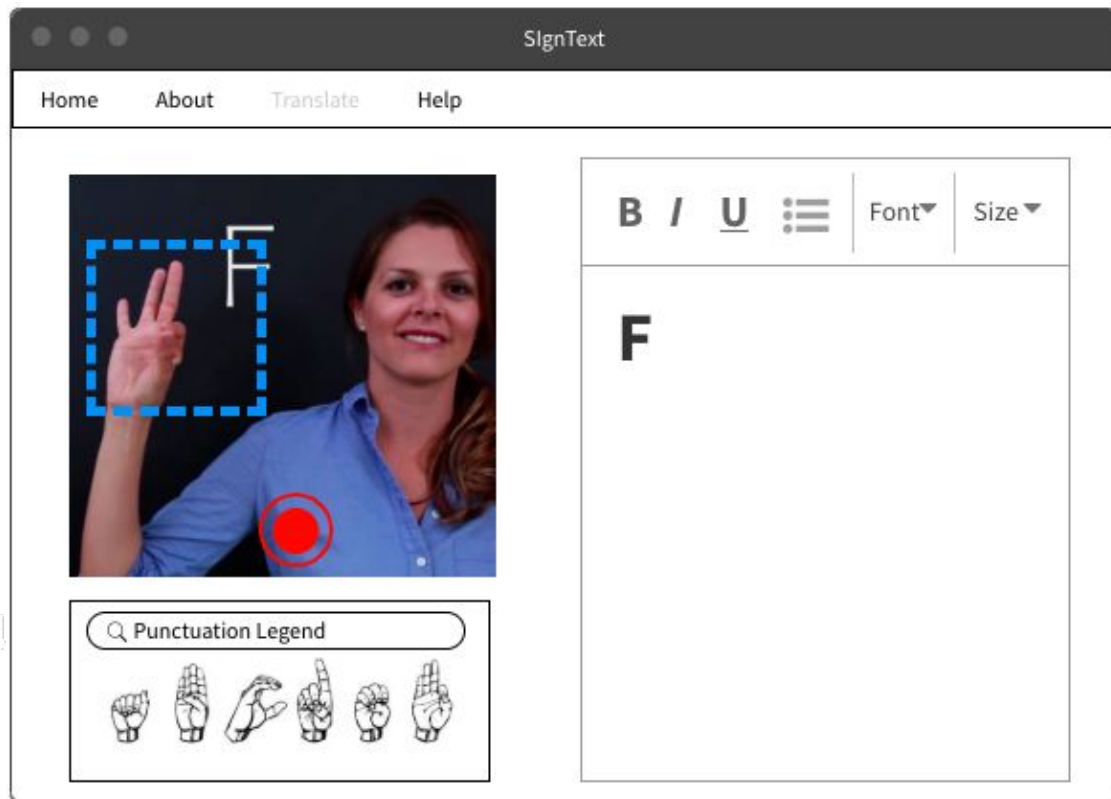 SIgnText
Home About Translate Help
F
B I U Font Size
F
Punctuation Legend